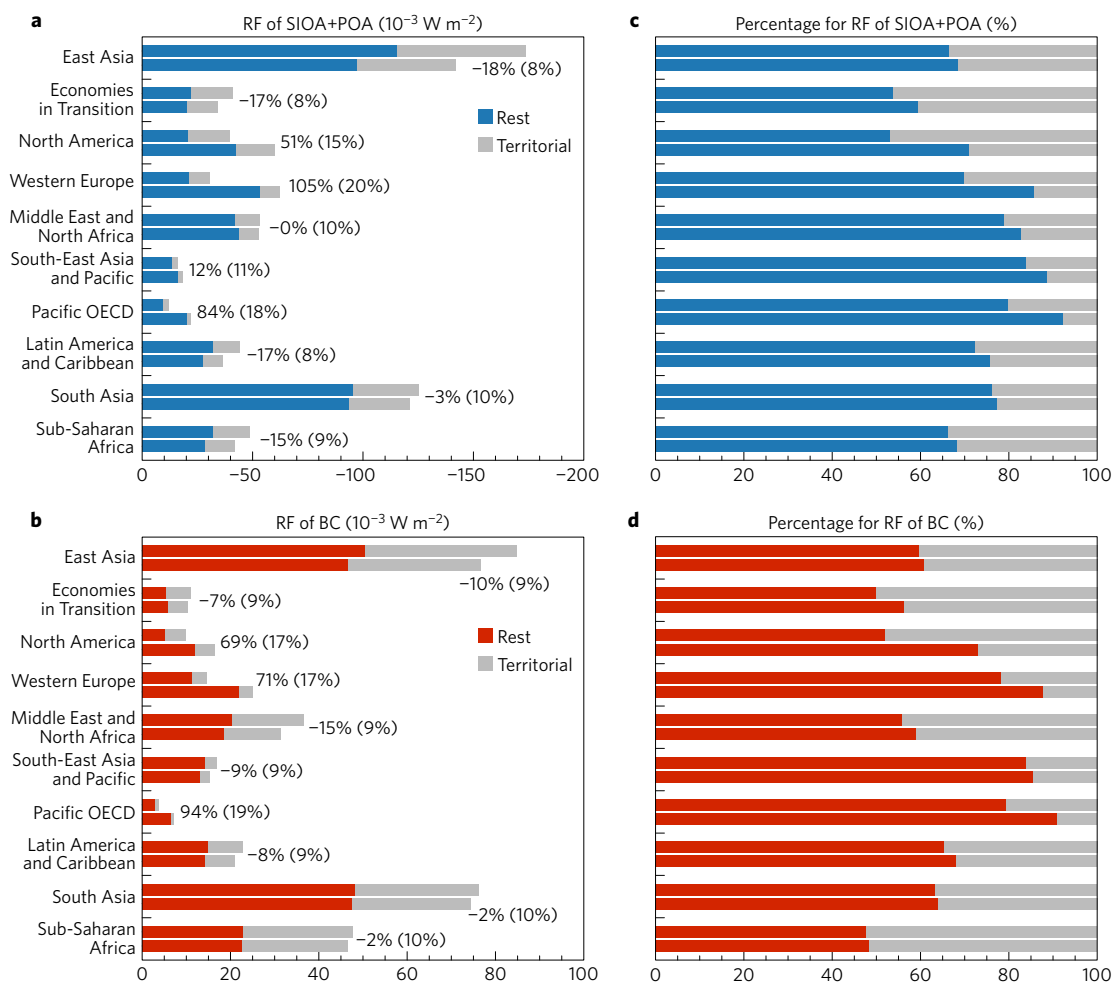 a
RF of SIOA+POA (10⁻³ W m⁻²)
East Asia
−18% (8%)
Economies
in Transition
−17% (8%)
Rest
Territorial
North America
51% (15%)
Western Europe
105% (20%)
Middle East and
North Africa
−0% (10%)
South-East Asia
and Pacific
12% (11%)
Pacific OECD
84% (18%)
Latin America
and Caribbean
−17% (8%)
South Asia
−3% (10%)
Sub-Saharan
Africa
−15% (9%)
0 −50 −100 −150 −200
c
Percentage for RF of SIOA+POA (%)
0 20 40 60 80 100
b
RF of BC (10⁻³ W m⁻²)
East Asia
−10% (9%)
Economies
in Transition
−7% (9%)
Rest
Territorial
North America
69% (17%)
Western Europe
71% (17%)
Middle East and
North Africa
−15% (9%)
South-East Asia
and Pacific
−9% (9%)
Pacific OECD
94% (19%)
Latin America
and Caribbean
−8% (9%)
South Asia
−2% (10%)
Sub-Saharan
Africa
−2% (10%)
0 20 40 60 80 100
d
Percentage for RF of BC (%)
0 20 40 60 80 100